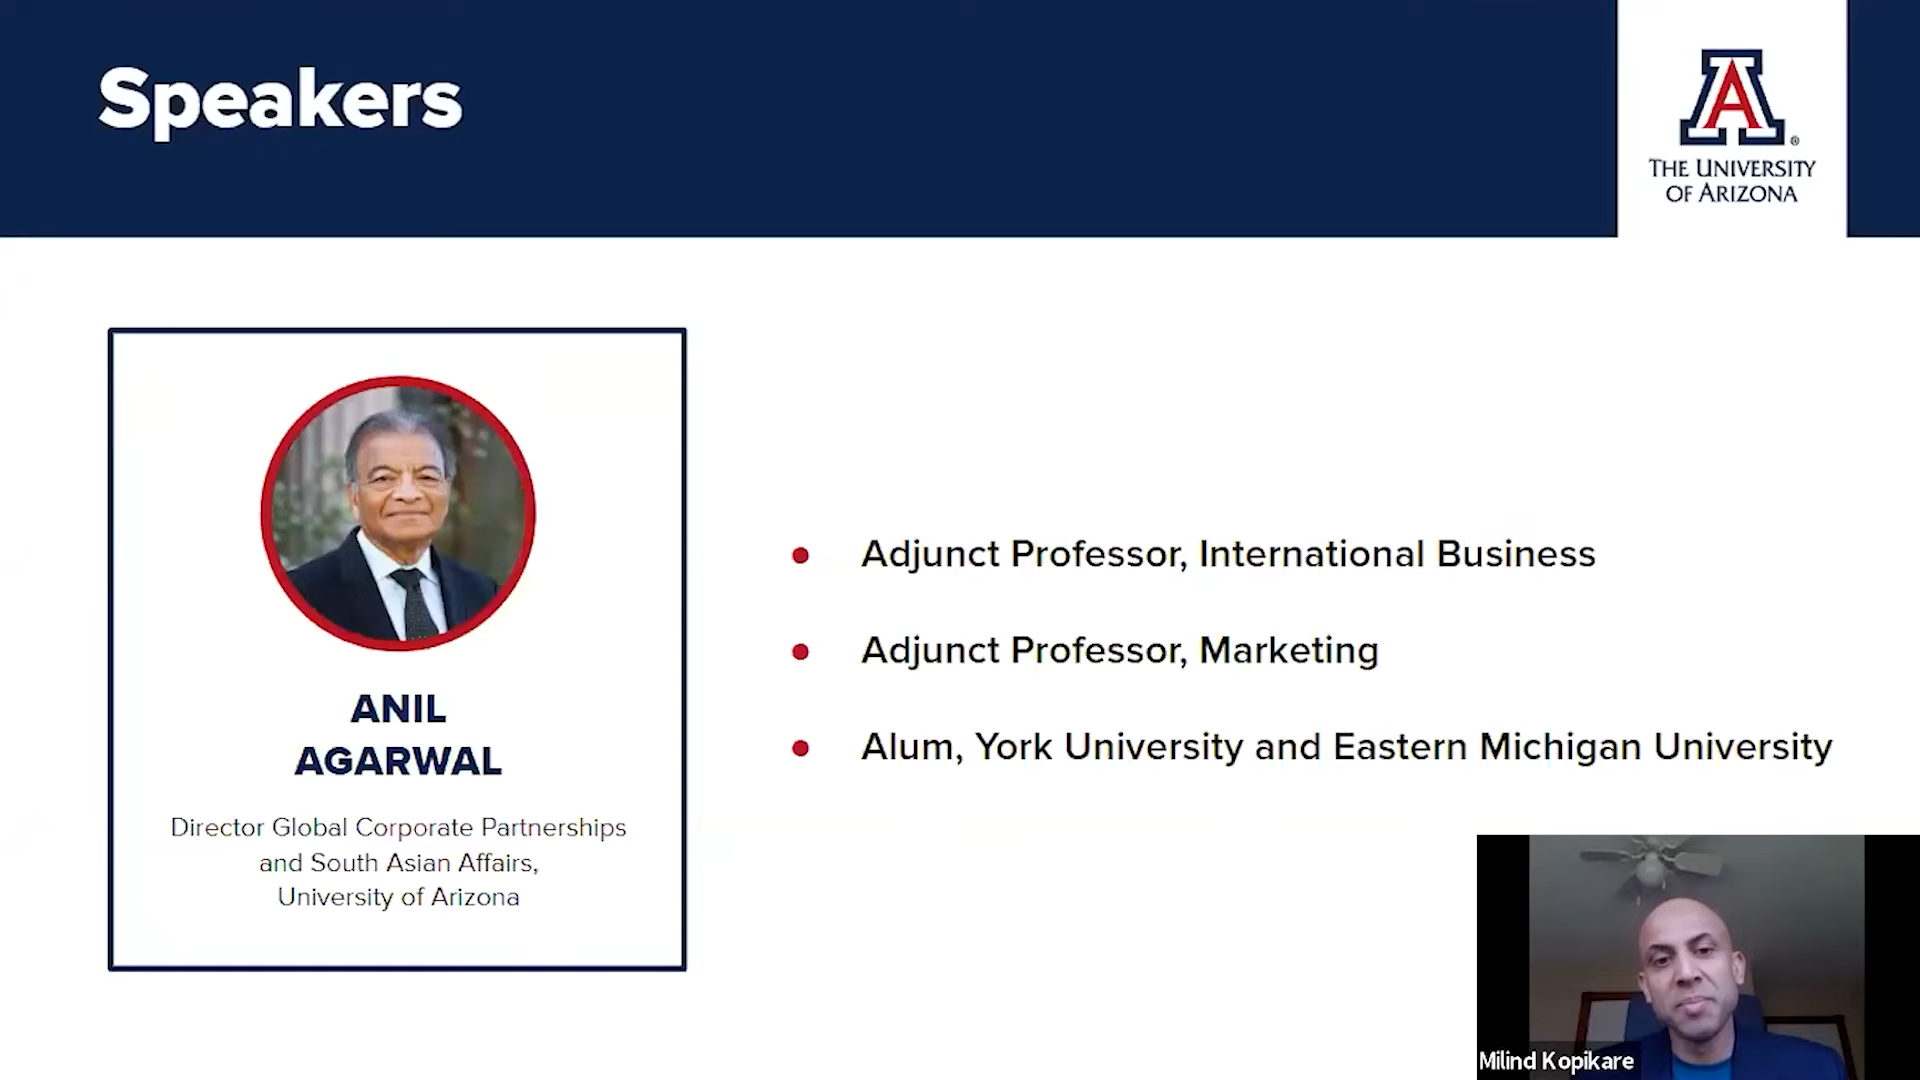 Speakers
A
®
THE UNIVERSITY
OF ARIZONA
ANIL
AGARWAL
Director Global Corporate Partnerships
and South Asian Affairs,
University of Arizona
Adjunct Professor, International Business
Adjunct Professor, Marketing
Alum, York University and Eastern Michigan University
Milind Kopikare